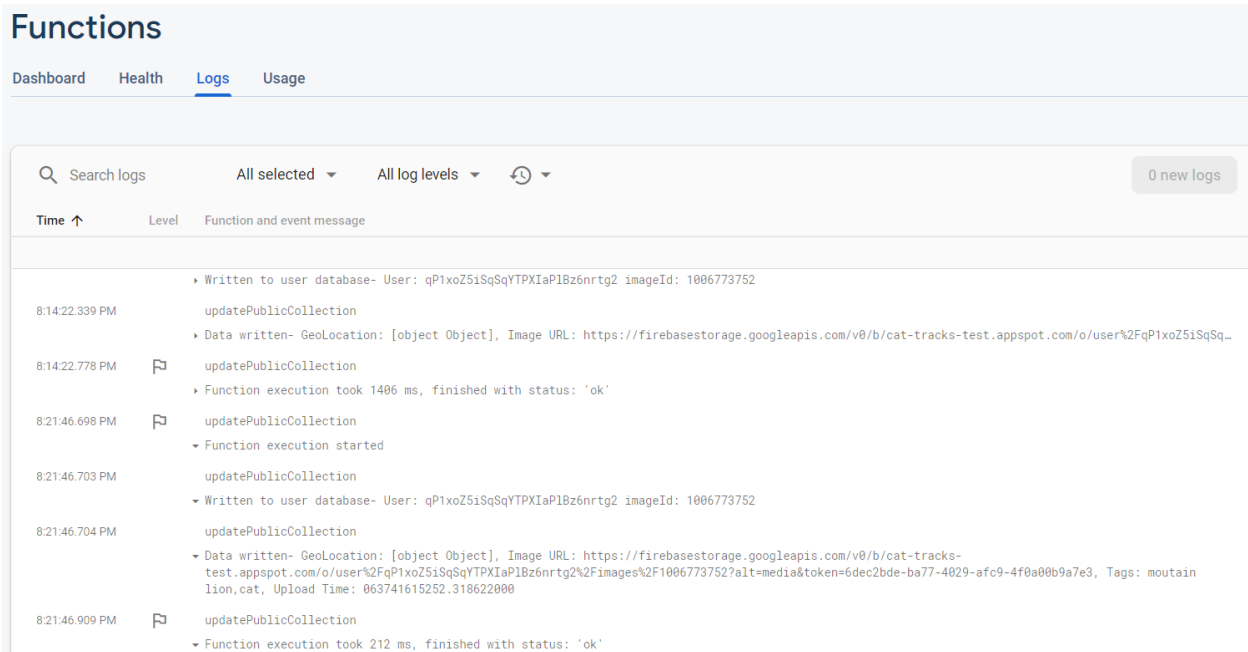 Functions
Dashboard Health Logs Usage
Search logs All selected All log levels 0 new logs
Time Level Function and event message
Written to user database- User: qP1xoZ5iSqSqYTPXIaPlBz6nrtg2 imageId: 1006773752
8:14:22.339 PM updatePublicCollection
Data written- GeoLocation: [object Object], Image URL: https://firebasestorage.googleapis.com/v0/b/cat-tracks-test.appspot.com/o/user%2FqP1xoZ5iSqSq…
8:14:22.778 PM updatePublicCollection
Function execution took 1406 ms, finished with status: 'ok'
8:21:46.698 PM updatePublicCollection
Function execution started
8:21:46.703 PM updatePublicCollection
Written to user database- User: qP1xoZ5iSqSqYTPXIaPlBz6nrtg2 imageId: 1006773752
8:21:46.704 PM updatePublicCollection
Data written- GeoLocation: [object Object], Image URL: https://firebasestorage.googleapis.com/v0/b/cat-tracks-
test.appspot.com/o/user%2FqP1xoZ5iSqSqYTPXIaPlBz6nrtg2%2Fimages%2F1006773752?alt=media&token=6dec2bde-ba77-4029-afc9-4f0a00b9a7e3, Tags: moutain
lion,cat, Upload Time: 063741615252.318622000
8:21:46.909 PM updatePublicCollection
Function execution took 212 ms, finished with status: 'ok'